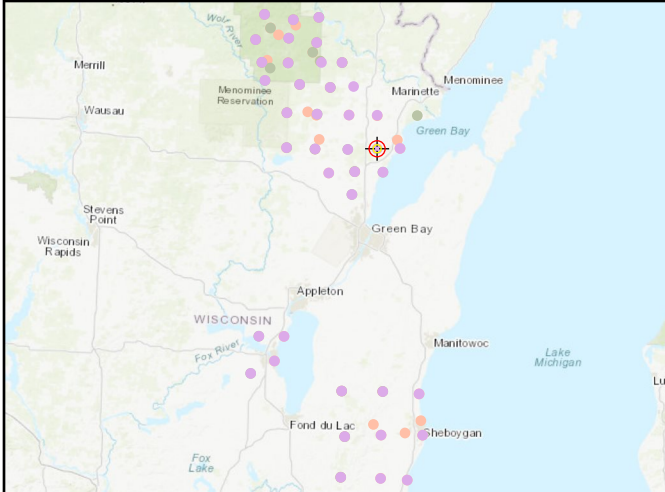 Wolf
River
Merrill
Menominee
Menominee
Reservation
Marinette
Wausau
Green Bay
Stevens
Point
Green Bay
Wisconsin
Rapids
Appleton
WISCONSIN
Fox River
Manitowoc
Lake
Michigan
Lu
Fond du Lac
Sheboygan
Fox
Lake